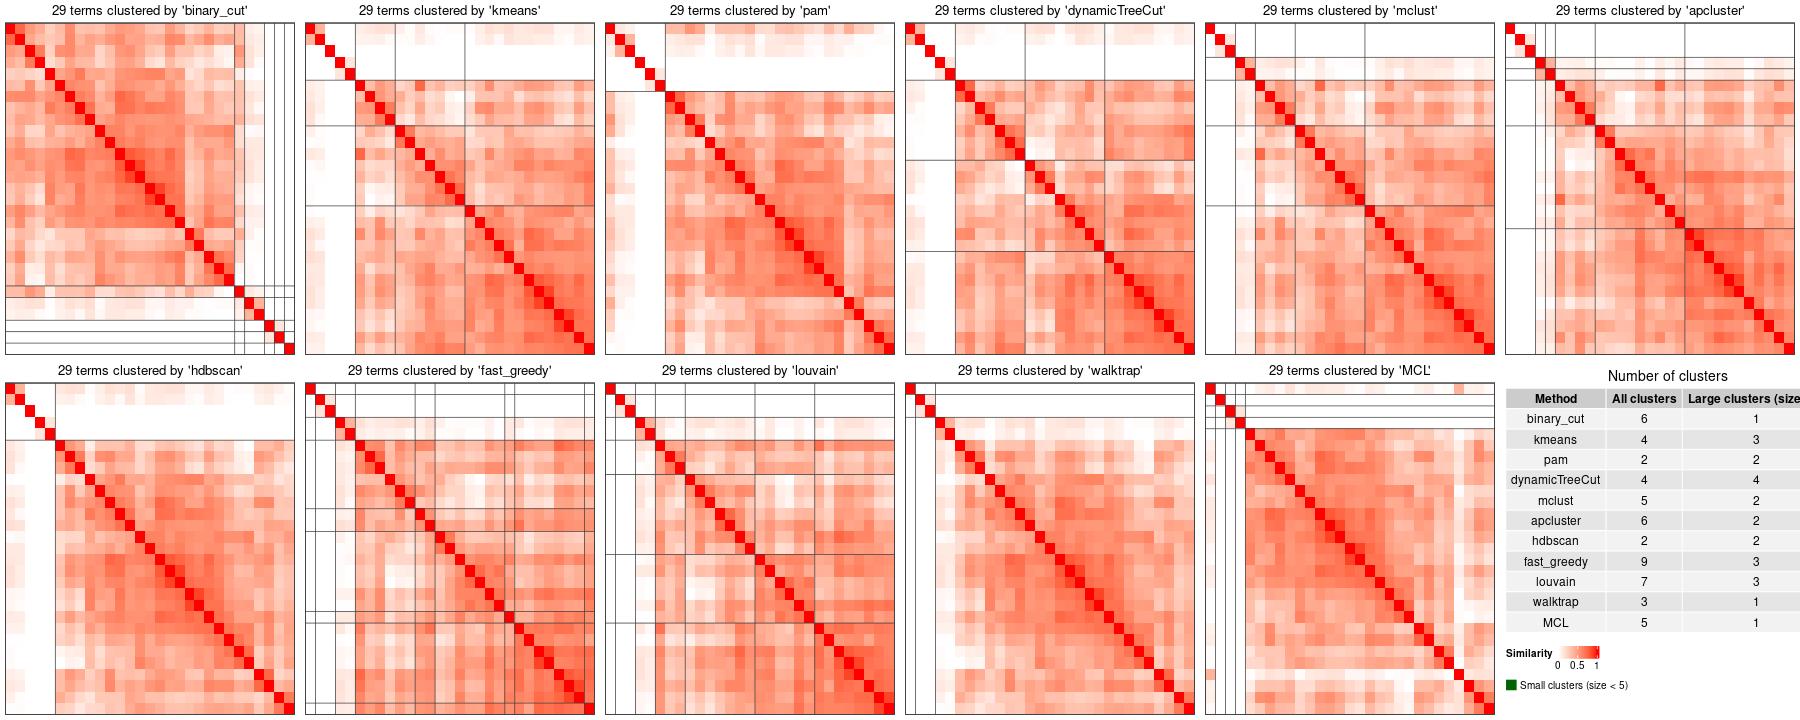 29 terms clustered by 'binary_cut'
29 terms clustered by 'kmeans'
29 terms clustered by 'pam'
29 terms clustered by 'dynamicTreeCut'
29 terms clustered by 'mclust'
29 terms clustered by 'apcluster'
29 terms clustered by 'hdbscan'
29 terms clustered by 'fast_greedy'
29 terms clustered by 'louvain'
29 terms clustered by 'walktrap'
29 terms clustered by 'MCL'
Number of clusters
Method All clusters Large clusters (size
binary_cut 6 1
kmeans 4 3
pam 2 2
dynamicTreeCut 4 4
mclust 5 2
apcluster 6 2
hdbscan 2 2
fast_greedy 9 3
louvain 7 3
walktrap 3 1
MCL 5 1
Similarity
0 0.5 1
Small clusters (size < 5)